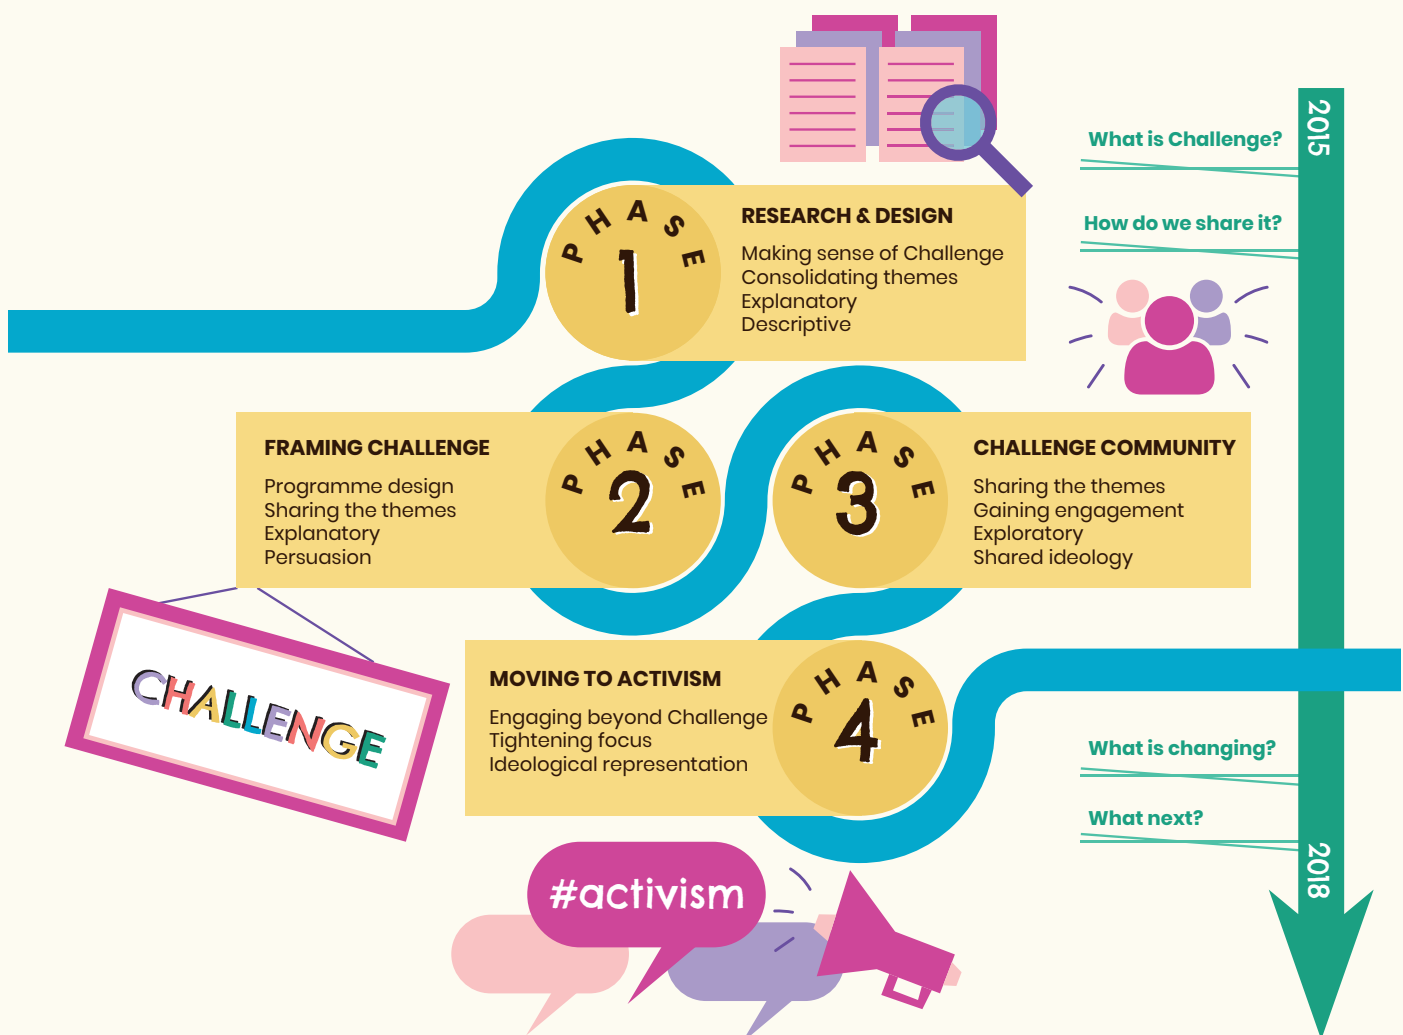 PHASE
1
RESEARCH & DESIGN
Making sense of Challenge
Consolidating themes
Explanatory
Descriptive
2015
What is Challenge?
How do we share it?
FRAMING CHALLENGE
Programme design
Sharing the themes
Explanatory
Persuasion
PHASE
2
PHASE
3
CHALLENGE COMMUNITY
Sharing the themes
Gaining engagement
Exploratory
Shared ideology
CHALLENGE
MOVING TO ACTIVISM
Engaging beyond Challenge
Tightening focus
Ideological representation
PHASE
4
What is changing?
What next?
2018
#activism